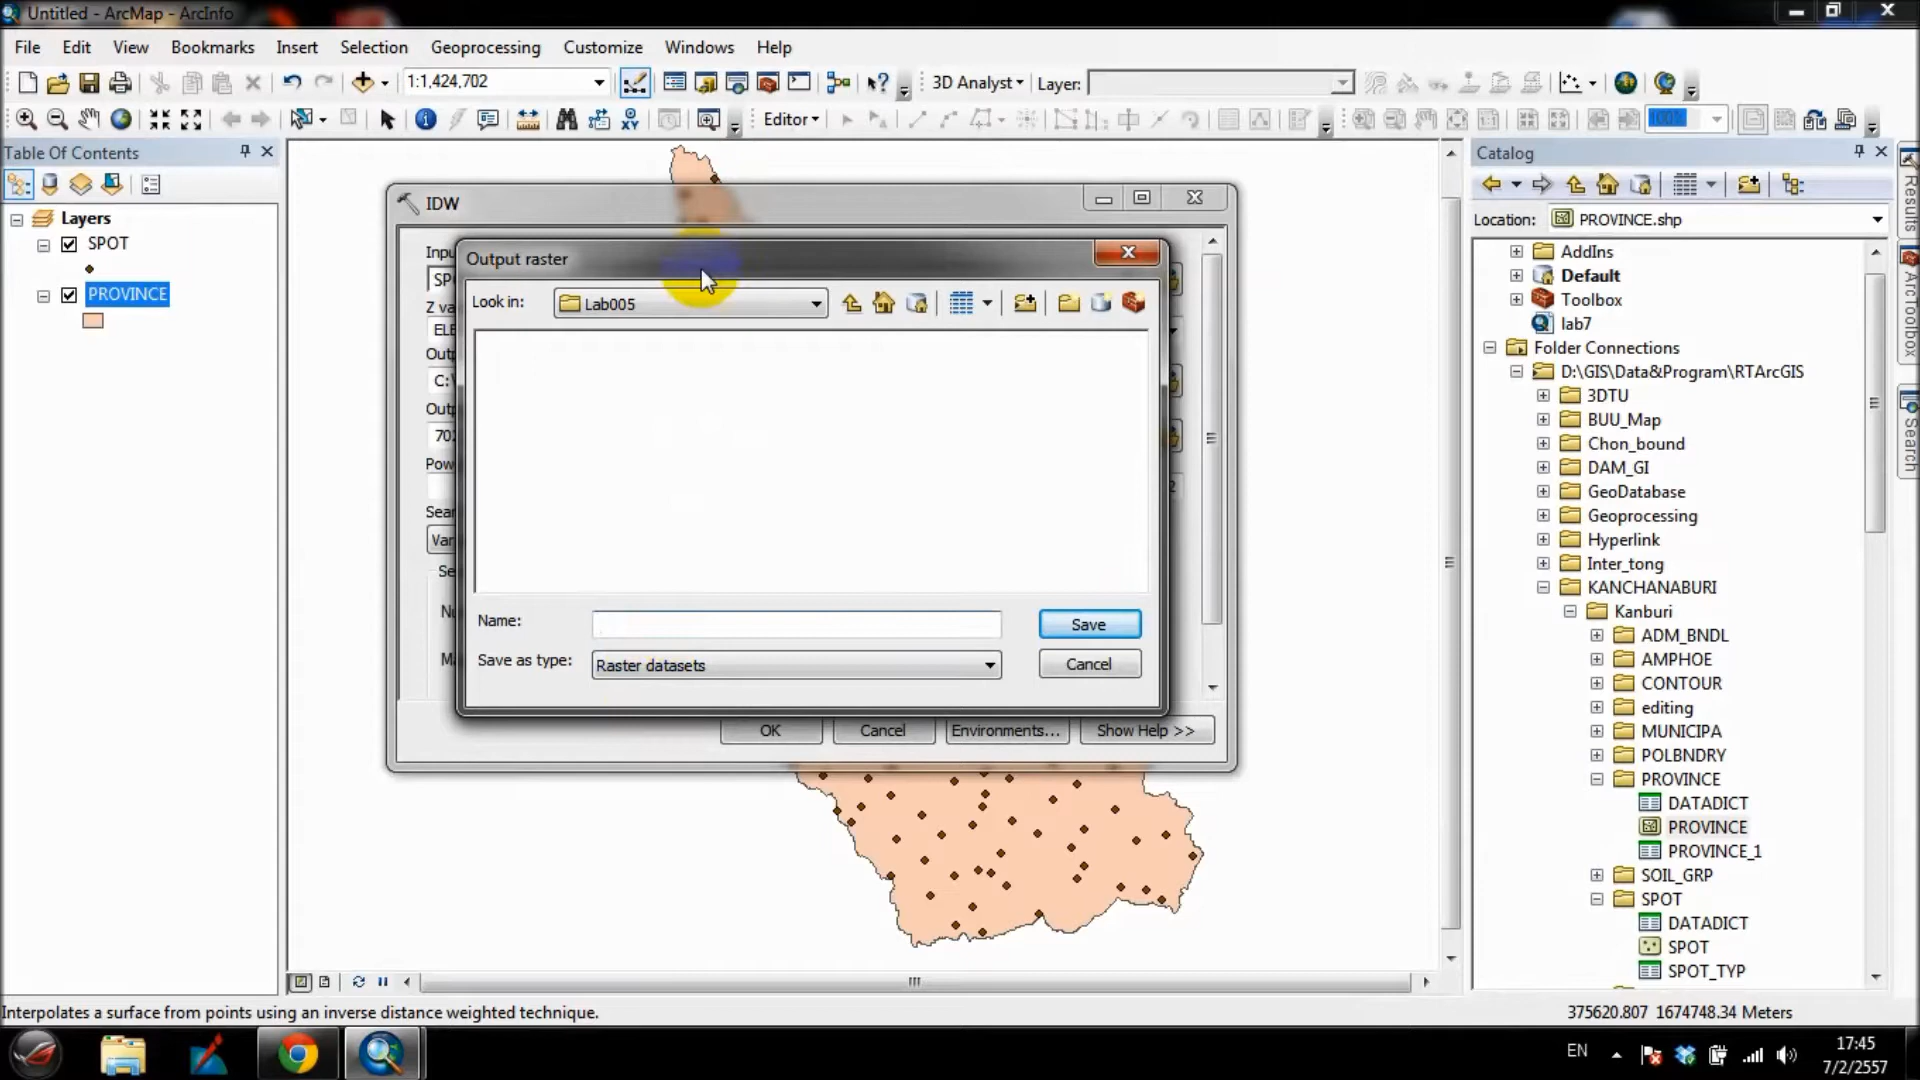 Untitled - ArcMap - ArcInfo
File Edit View Bookmarks Insert Selection Geoprocessing Customize Windows Help
1:1,424,702
3D Analyst
Layer:
Editor
100%
Table Of Contents
Layers
SPOT
PROVINCE
IDW
Output raster
Look in:
Lab005
Name:
Save
Save as type:
Raster datasets
Cancel
OK
Cancel
Environments...
Show Help >>
Catalog
Location:
PROVINCE.shp
AddIns
Default
Toolbox
lab7
Folder Connections
D:\GIS\Data&Program\RTArcGIS
3DTU
BUU_Map
Chon_bound
DAM_GI
GeoDatabase
Geoprocessing
Hyperlink
Inter_tong
KANCHANABURI
Kanburi
ADM_BNDL
AMPHOE
CONTOUR
editing
MUNICIPA
POLBNDRY
PROVINCE
DATADICT
PROVINCE
PROVINCE_1
SOIL_GRP
SPOT
DATADICT
SPOT
SPOT_TYP
Results
ArcToolbox
Search
Interpolates a surface from points using an inverse distance weighted technique.
375620.807 1674748.34 Meters
EN
17:45
7/2/2557